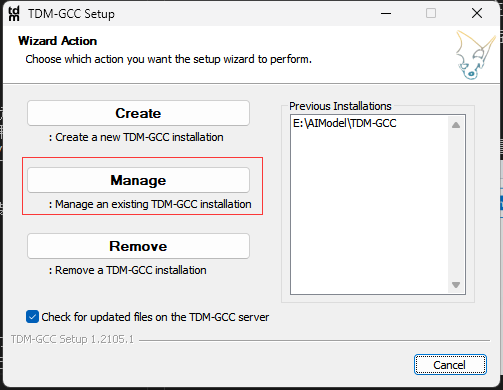 tdm
TDM-GCC Setup
Wizard Action
Choose which action you want the setup wizard to perform.
Create
: Create a new TDM-GCC installation
Manage
: Manage an existing TDM-GCC installation
Remove
: Remove a TDM-GCC installation
Previous Installations
E:\AIModel\TDM-GCC
Check for updated files on the TDM-GCC server
TDM-GCC Setup 1.2105.1
Cancel